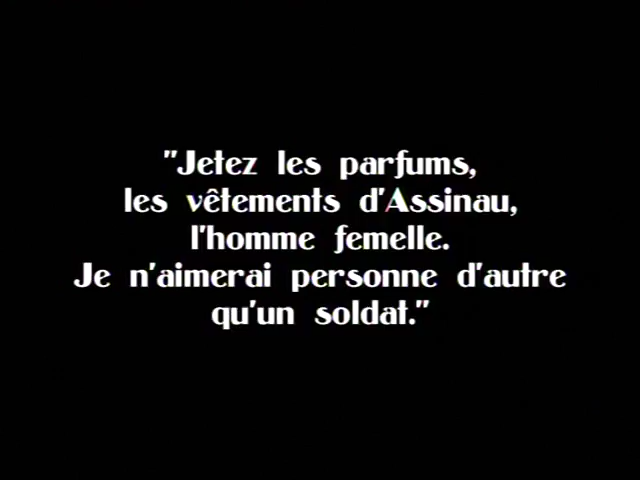 "Jetez les parfums,
les vêtements d'Assinau,
l'homme femelle.
Je n'aimerai personne d'autre
qu'un soldat."